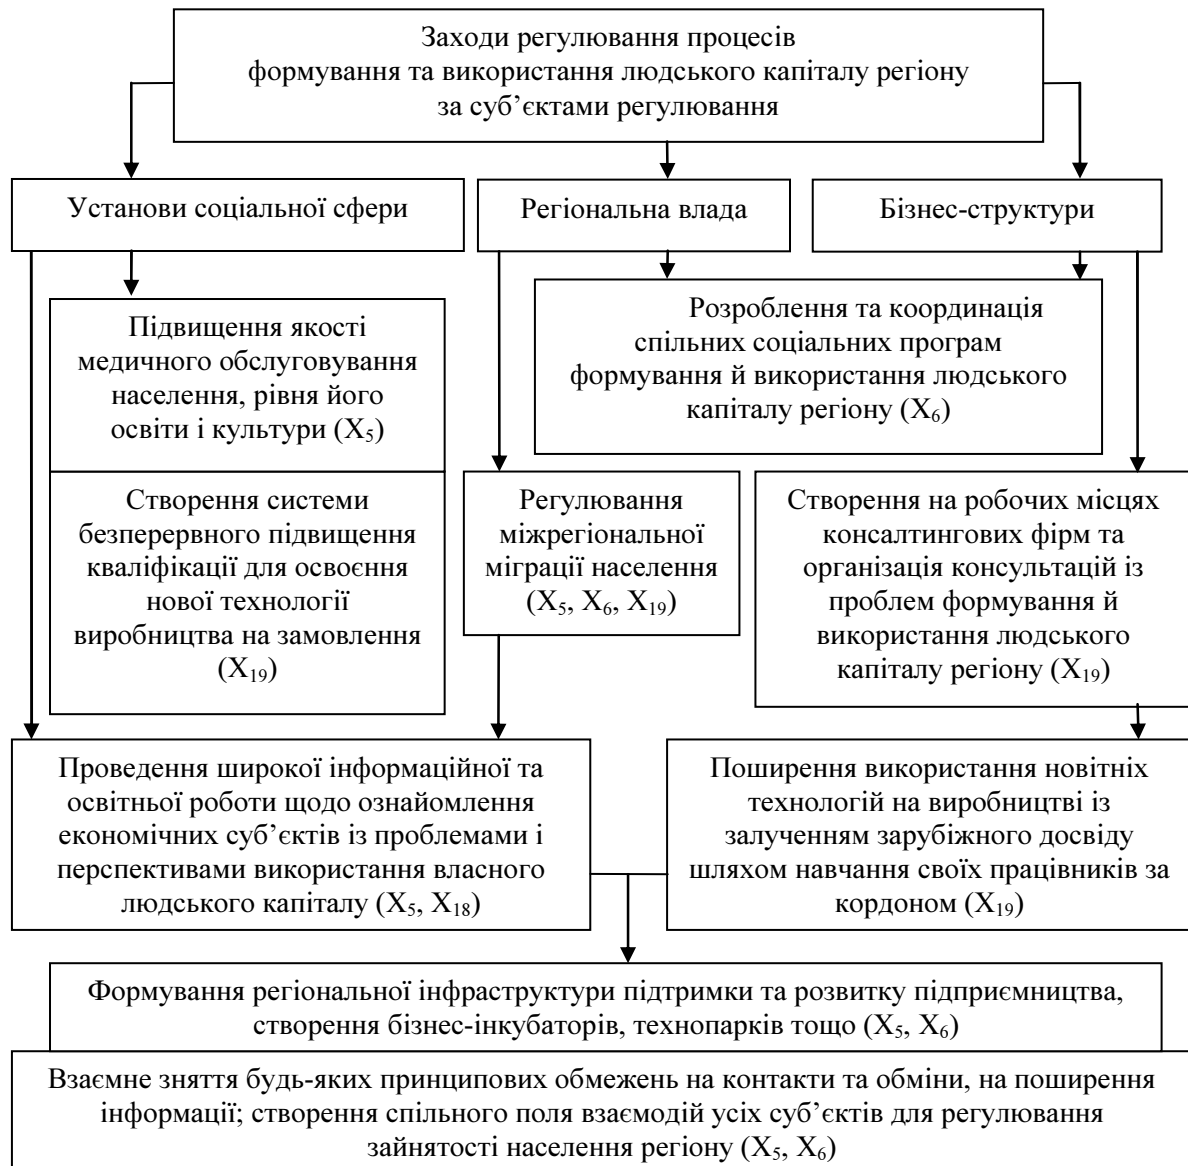 Заходи регулювання процесів
формування та використання людського капіталу регіону
за суб’єктами регулювання
Установи соціальної сфери
Регіональна влада
Бізнес-структури
Розроблення та координація
спільних соціальних програм
формування й використання людського
капіталу регіону (X₆)
Підвищення якості
медичного обслуговування
населення, рівня його
освіти і культури (X₅)
Створення системи
безперервного підвищення
кваліфікації для освоєння
нової технології
виробництва на замовлення
(X₁₉)
Регулювання
міжрегіональної
міграції населення
(X₅, X₆, X₁₉)
Створення на робочих місцях
консалтингових фірм та
організація консультацій із
проблем формування й
використання людського
капіталу регіону (X₁₉)
Проведення широкої інформаційної та
освітньої роботи щодо ознайомлення
економічних суб’єктів із проблемами і
перспективами використання власного
людського капіталу (X₅, X₁₈)
Поширення використання новітніх
технологій на виробництві із
залученням зарубіжного досвіду
шляхом навчання своїх працівників за
кордоном (X₁₉)
Формування регіональної інфраструктури підтримки та розвитку підприємництва,
створення бізнес-інкубаторів, технопарків тощо (X₅, X₆)
Взаємне зняття будь-яких принципових обмежень на контакти та обміни, на поширення
інформації; створення спільного поля взаємодій усіх суб’єктів для регулювання
зайнятості населення регіону (X₅, X₆)